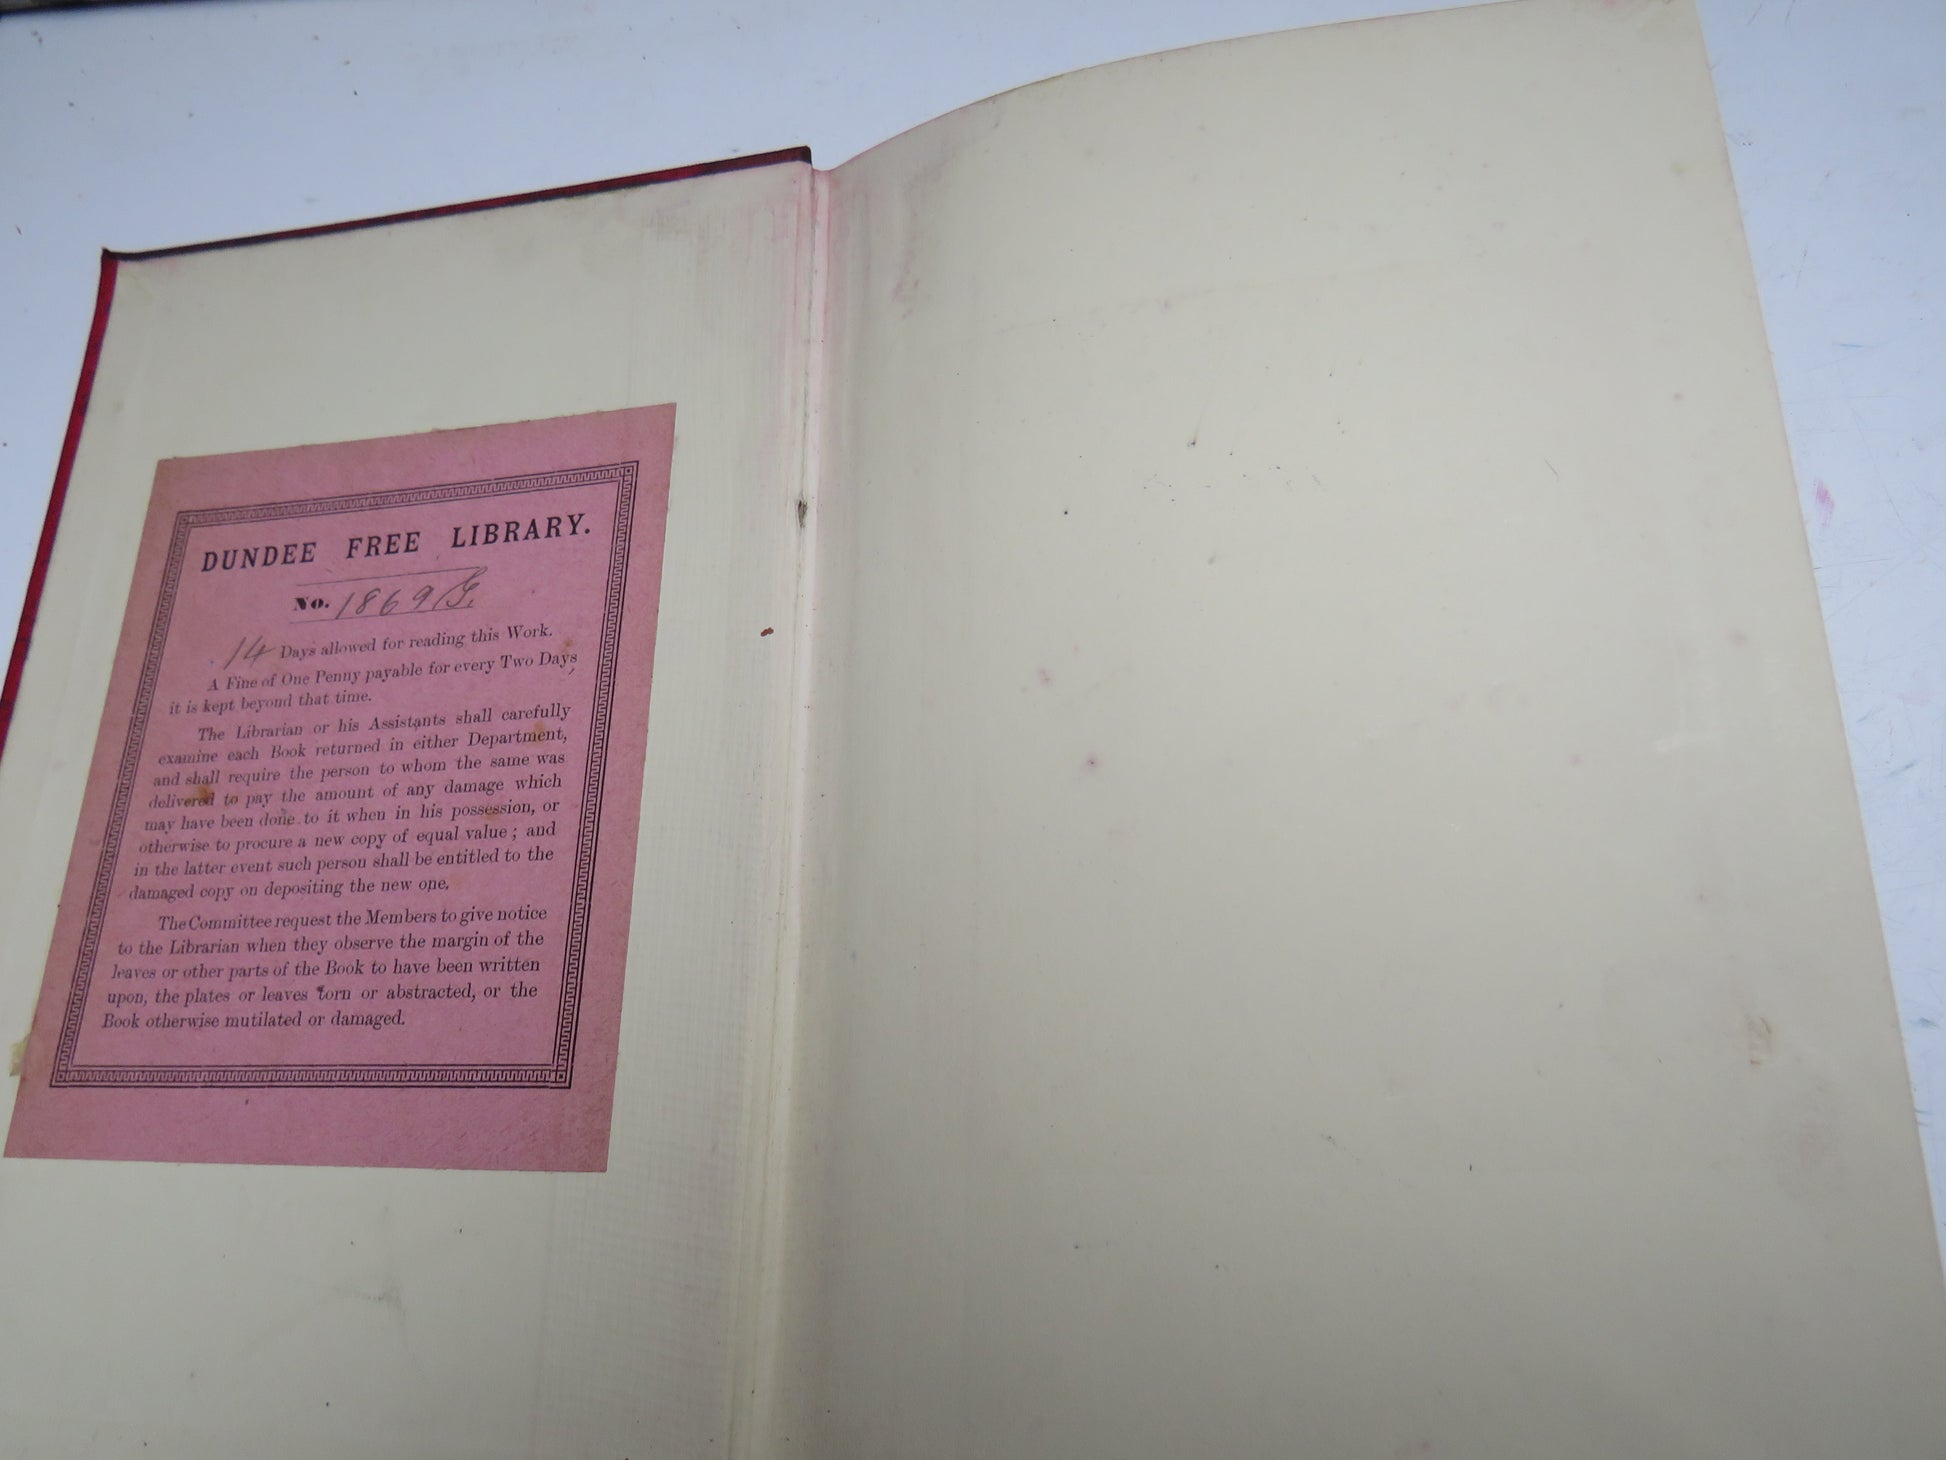 DUNDEE FREE LIBRARY.
No. 1869 G.
14 Days allowed for reading this Work.
A Fine of One Penny payable for every Two Days,
it is kept beyond that time.
The Librarian or his Assistants shall carefully
examine each Book returned in either Department,
and shall require the person to whom the same was
delivered to pay the amount of any damage which
may have been done to it when in his possession, or
otherwise to procure a new copy of equal value; and
in the latter event such person shall be entitled to the
damaged copy on depositing the new one.
The Committee request the Members to give notice
to the Librarian when they observe the margin of the
leaves or other parts of the Book to have been written
upon, the plates or leaves torn or abstracted, or the
Book otherwise mutilated or damaged.